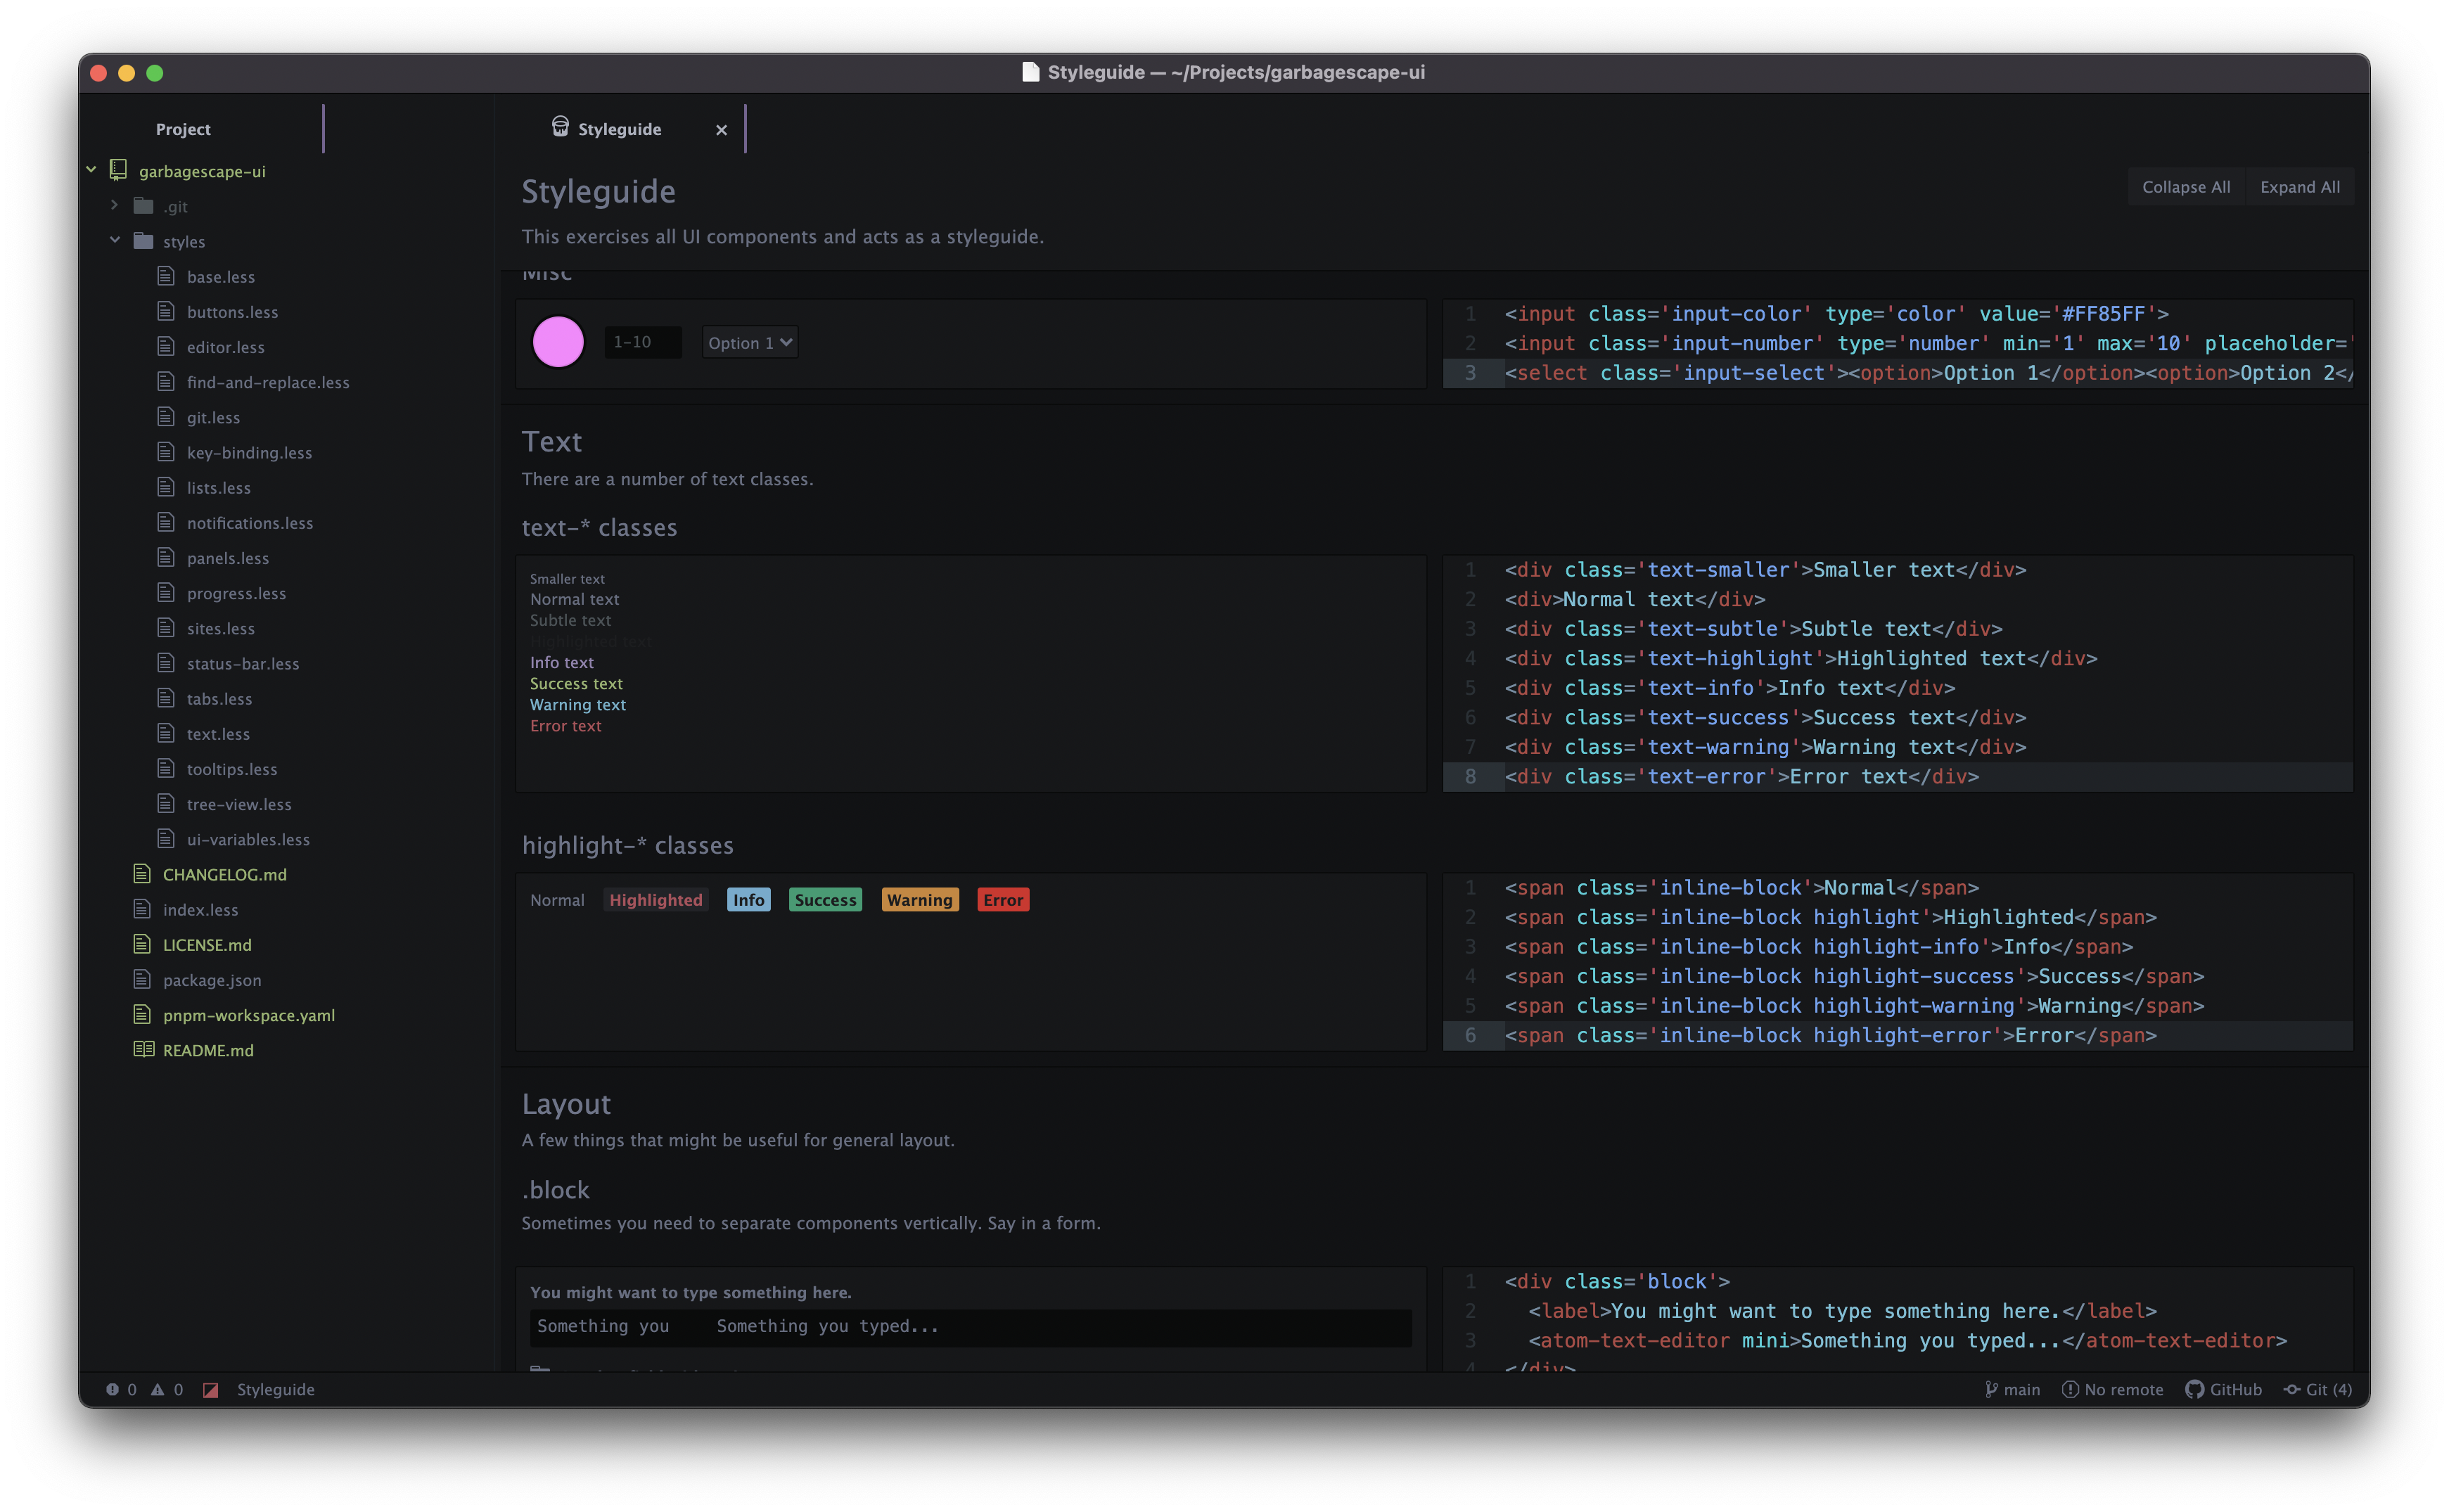 Styleguide — ~/Projects/garbagescape-ui
Project
garbagescape-ui
.git
styles
base.less
buttons.less
editor.less
find-and-replace.less
git.less
key-binding.less
lists.less
notifications.less
panels.less
progress.less
sites.less
status-bar.less
tabs.less
text.less
tooltips.less
tree-view.less
ui-variables.less
CHANGELOG.md
index.less
LICENSE.md
package.json
pnpm-workspace.yaml
README.md
Styleguide ×
Styleguide
Collapse All Expand All
This exercises all UI components and acts as a styleguide.
Misc
1-10 Option 1
1 <input class='input-color' type='color' value='#FF85FF'>
2 <input class='input-number' type='number' min='1' max='10' placeholder='
3 <select class='input-select'><option>Option 1</option><option>Option 2</
Text
There are a number of text classes.
text-* classes
Smaller text
Normal text
Subtle text
Highlighted text
Info text
Success text
Warning text
Error text
1 <div class='text-smaller'>Smaller text</div>
2 <div>Normal text</div>
3 <div class='text-subtle'>Subtle text</div>
4 <div class='text-highlight'>Highlighted text</div>
5 <div class='text-info'>Info text</div>
6 <div class='text-success'>Success text</div>
7 <div class='text-warning'>Warning text</div>
8 <div class='text-error'>Error text</div>
highlight-* classes
Normal Highlighted Info Success Warning Error
1 <span class='inline-block'>Normal</span>
2 <span class='inline-block highlight'>Highlighted</span>
3 <span class='inline-block highlight-info'>Info</span>
4 <span class='inline-block highlight-success'>Success</span>
5 <span class='inline-block highlight-warning'>Warning</span>
6 <span class='inline-block highlight-error'>Error</span>
Layout
A few things that might be useful for general layout.
.block
Sometimes you need to separate components vertically. Say in a form.
You might want to type something here.
Something you Something you typed...
1 <div class='block'>
2 <label>You might want to type something here.</label>
3 <atom-text-editor mini>Something you typed...</atom-text-editor>
4 </div>
0 0 Styleguide
main No remote GitHub Git (4)